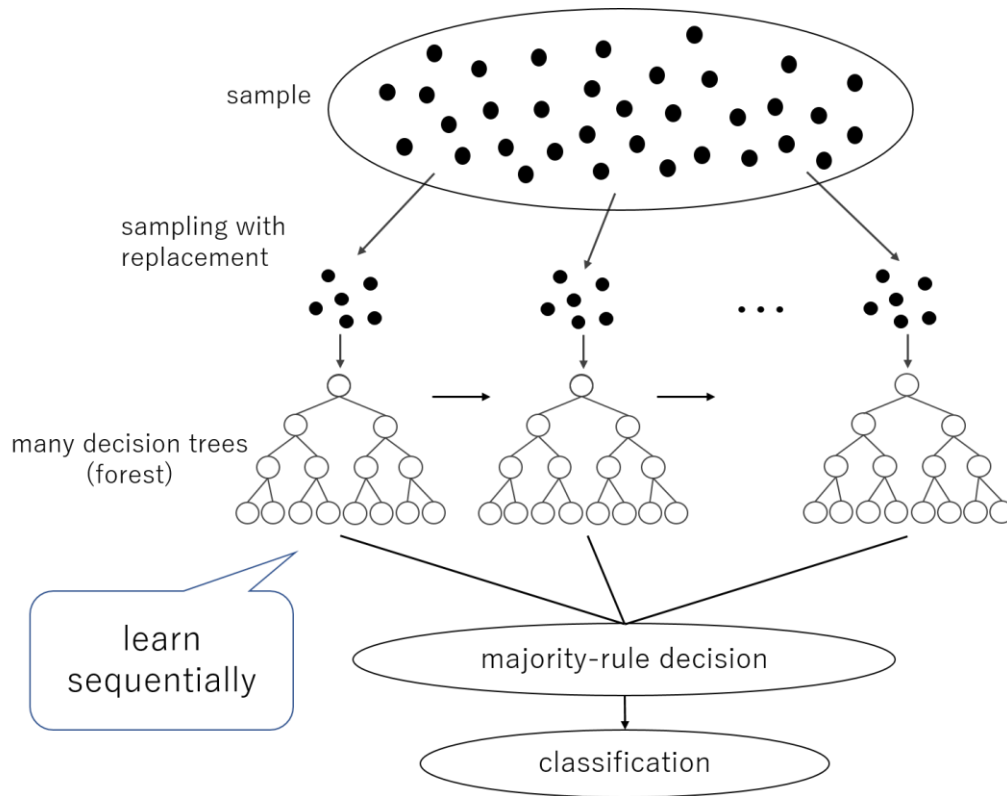 sample
sampling with
replacement
...
many decision trees
(forest)
learn
sequentially
majority-rule decision
classification